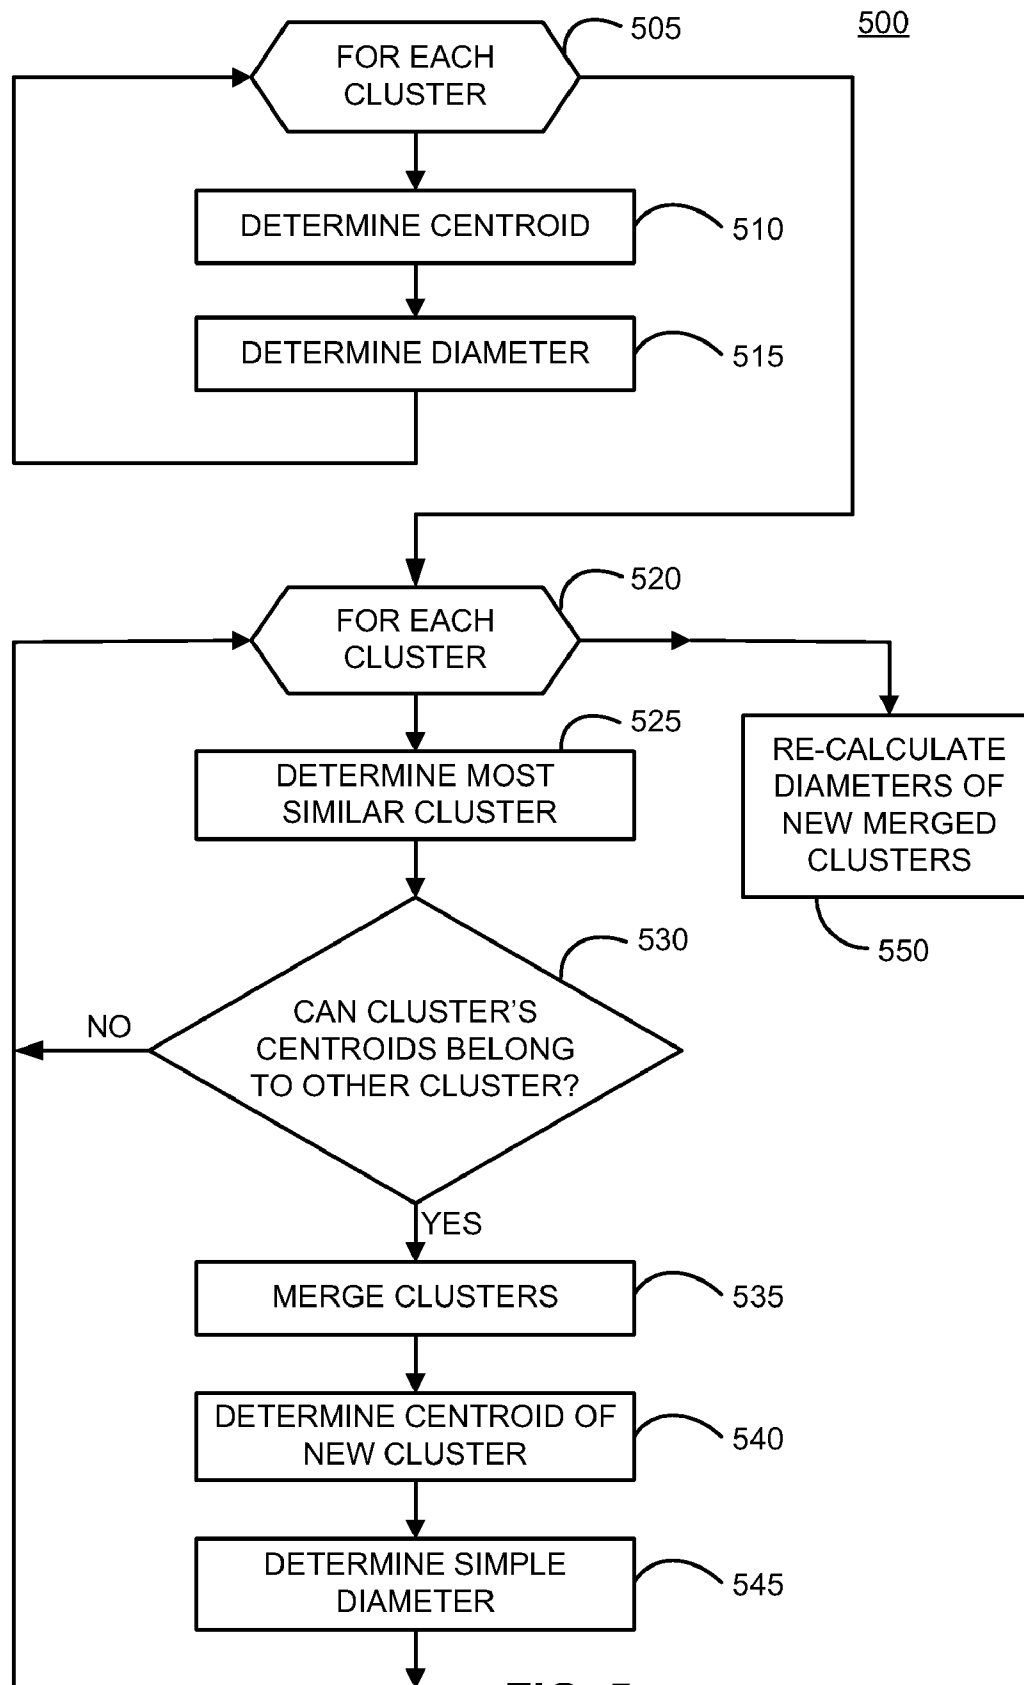 500
505
FOR EACH
CLUSTER
DETERMINE CENTROID
510
DETERMINE DIAMETER
515
520
FOR EACH
CLUSTER
525
DETERMINE MOST
SIMILAR CLUSTER
RE-CALCULATE
DIAMETERS OF
NEW MERGED
CLUSTERS
550
530
CAN CLUSTER'S
CENTROIDS BELONG
TO OTHER CLUSTER?
NO
YES
MERGE CLUSTERS
535
DETERMINE CENTROID OF
NEW CLUSTER
540
DETERMINE SIMPLE
DIAMETER
545